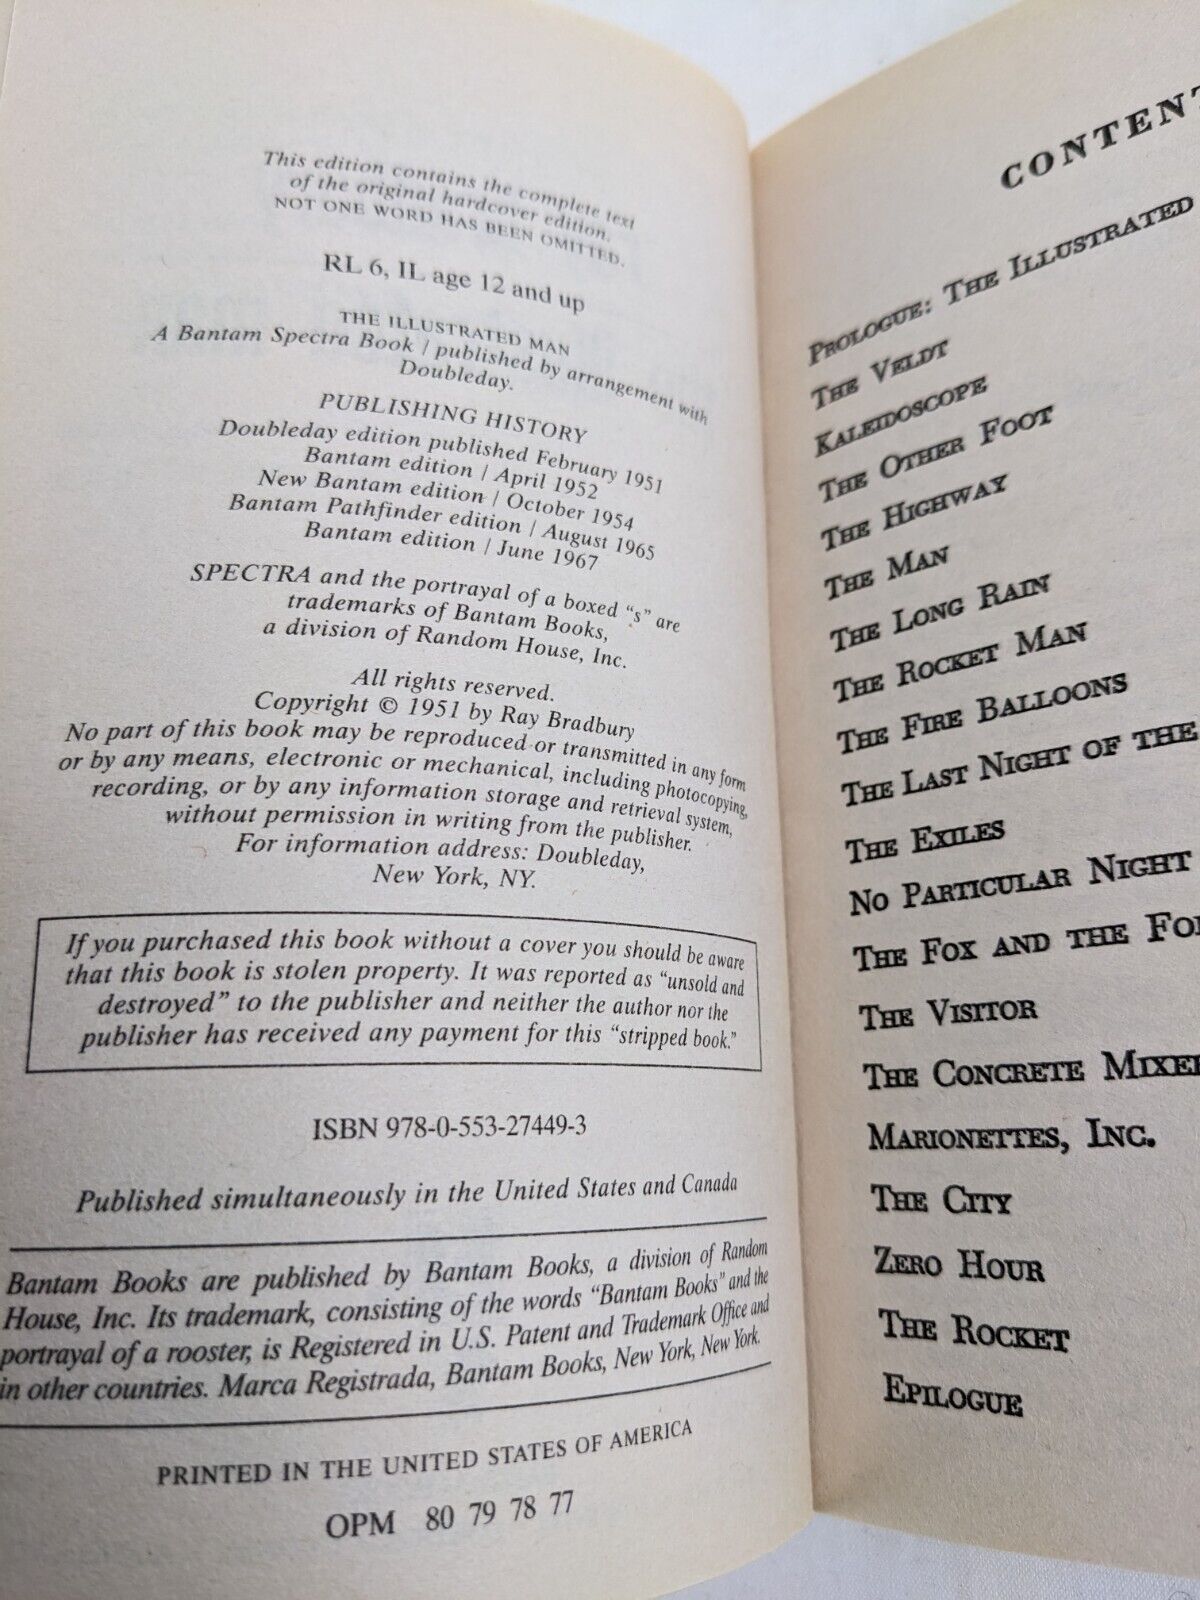 This edition contains the complete text
of the original hardcover edition.
NOT ONE WORD HAS BEEN OMITTED.
RL 6, IL age 12 and up
THE ILLUSTRATED MAN
A Bantam Spectra Book / published by arrangement with
Doubleday.
PUBLISHING HISTORY
Doubleday edition published February 1951
Bantam edition / April 1952
New Bantam edition / October 1954
Bantam Pathfinder edition / August 1965
Bantam edition / June 1967
SPECTRA and the portrayal of a boxed "s" are
trademarks of Bantam Books,
a division of Random House, Inc.
All rights reserved.
Copyright © 1951 by Ray Bradbury
No part of this book may be reproduced or transmitted in any form
or by any means, electronic or mechanical, including photocopying,
recording, or by any information storage and retrieval system,
without permission in writing from the publisher.
For information address: Doubleday,
New York, NY.
If you purchased this book without a cover you should be aware
that this book is stolen property. It was reported as "unsold and
destroyed" to the publisher and neither the author nor the
publisher has received any payment for this "stripped book."
ISBN 978-0-553-27449-3
Published simultaneously in the United States and Canada
Bantam Books are published by Bantam Books, a division of Random
House, Inc. Its trademark, consisting of the words "Bantam Books" and the
portrayal of a rooster, is Registered in U.S. Patent and Trademark Office and
in other countries. Marca Registrada, Bantam Books, New York, New York.
PRINTED IN THE UNITED STATES OF AMERICA
OPM 80 79 78 77
CONTENT
PROLOGUE: THE ILLUSTRATED
THE VELDT
KALEIDOSCOPE
THE OTHER FOOT
THE HIGHWAY
THE MAN
THE LONG RAIN
THE ROCKET MAN
THE FIRE BALLOONS
THE LAST NIGHT OF THE
THE EXILES
NO PARTICULAR NIGHT
THE FOX AND THE FO
THE VISITOR
THE CONCRETE MIXER
MARIONETTES, INC.
THE CITY
ZERO HOUR
THE ROCKET
EPILOGUE